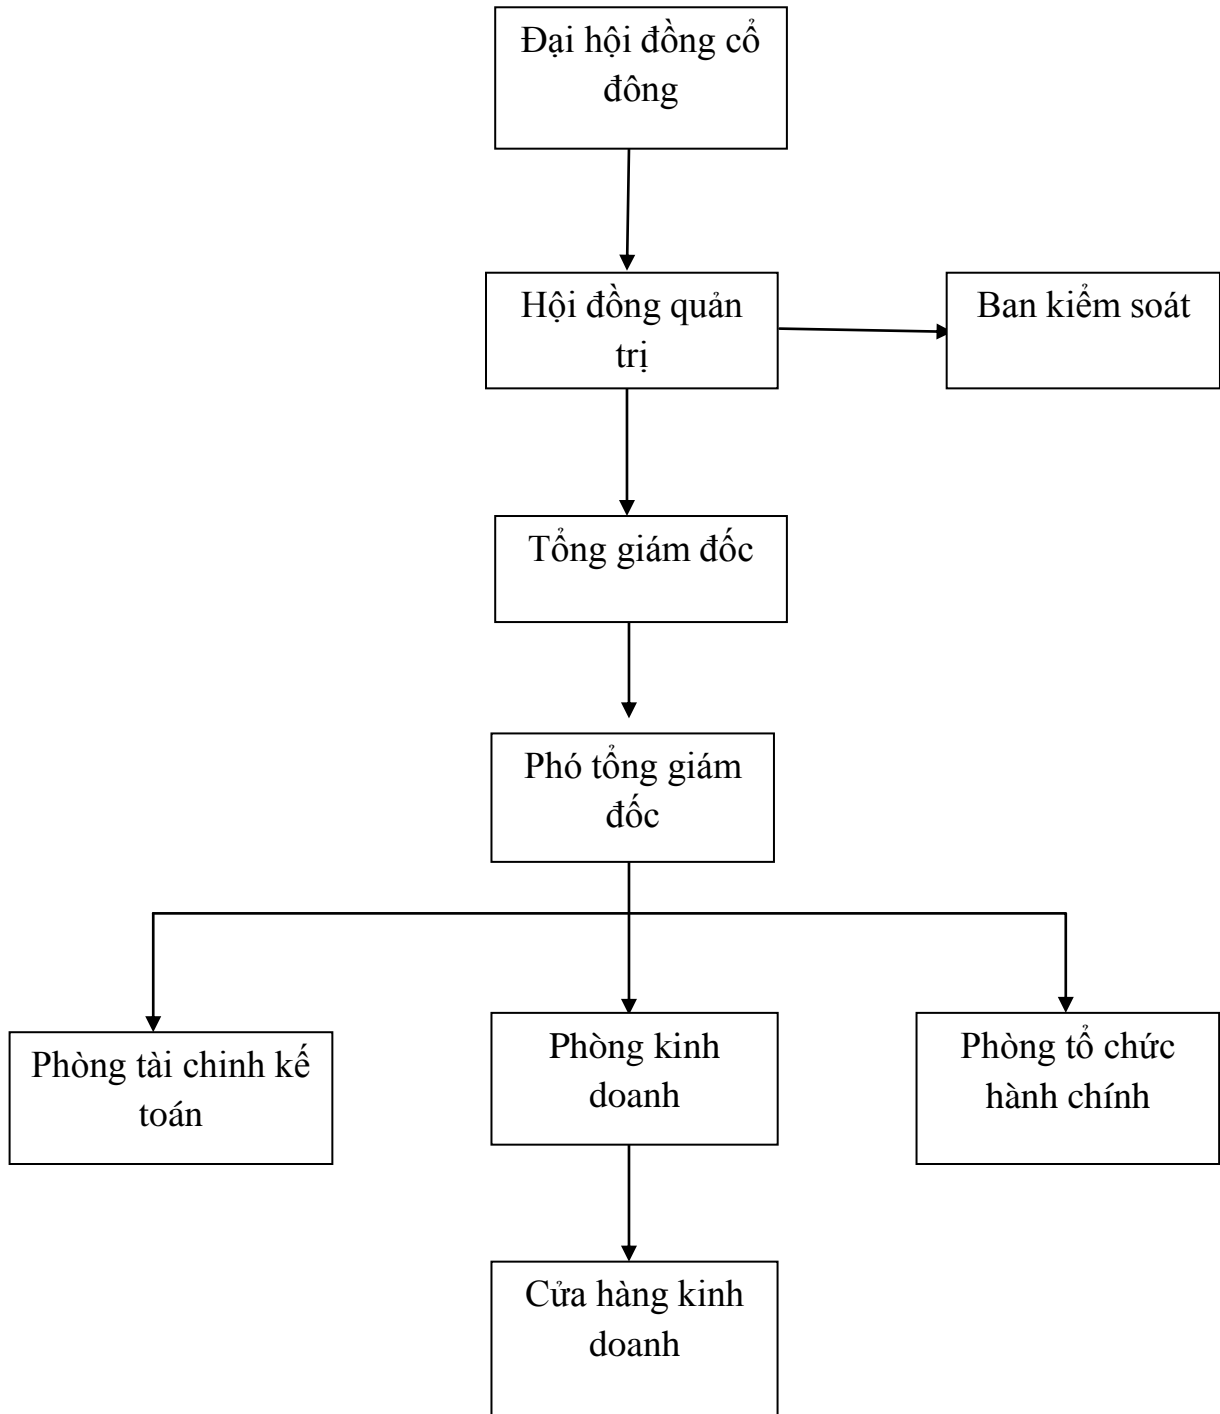 Đại hội đồng cổ
đông
Hội đồng quản
trị
Ban kiểm soát
Tổng giám đốc
Phó tổng giám
đốc
Phòng tài chinh kế
toán
Phòng kinh
doanh
Phòng tổ chức
hành chính
Cửa hàng kinh
doanh